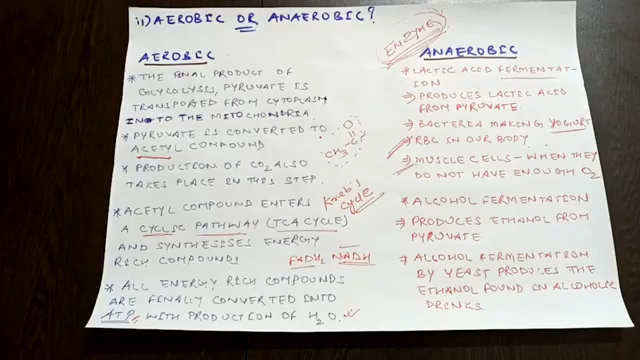 ii) AEROBIC OR ANAEROBIC?
AEROBIC
* THE FINAL PRODUCT OF
GLYCOLYSIS, PYRUVATE IS
TRANSPORTED FROM CYTOPLASM
INTO THE MITOCHONDRIA
* PYRUVATE IS CONVERTED TO
ACETYL COMPOUND
O
CH3-C-
* PRODUCTION OF CO2 ALSO
TAKES PLACE IN THIS STEP.
Kreb's
cycle
* ACETYL COMPOUND ENTERS
A CYCLIC PATHWAY (TCA CYCLE)
AND SYNTHESISES ENERGY
RICH COMPOUNDS
FADH2 NADH
* ALL ENERGY RICH COMPOUNDS
ARE FINALLY CONVERTED INTO
ATP, WITH PRODUCTION OF H2O.
ENZYME
ANAEROBIC
* LACTIC ACID FERMENTAT-
ION
⇒ PRODUCES LACTIC ACID
FROM PYRUVATE.
⇒ BACTERIA MAKING YOGURT
⇒ RBC IN OUR BODY
⇒ MUSCLE CELLS - WHEN THEY
DO NOT HAVE ENOUGH O2
* ALCOHOL FERMENTATION
⇒ PRODUCES ETHANOL FROM
PYRUVATE
⇒ ALCOHOL FERMENTATION
BY YEAST PRODUCES THE
ETHANOL FOUND IN ALCOHOLIC
DRINKS